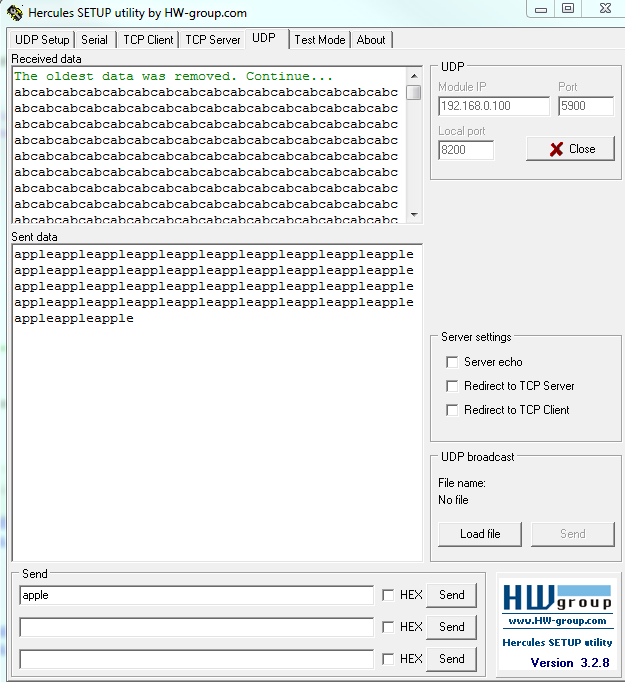 Hercules SETUP utility by HW-group.com
UDP Setup
Serial
TCP Client
TCP Server
UDP
Test Mode
About
Received data
The oldest data was removed. Continue...
abcabcabcabcabcabcabcabcabcabcabcabcabcabcabcabc
abcabcabcabcabcabcabcabcabcabcabcabcabcabcabcabc
abcabcabcabcabcabcabcabcabcabcabcabcabcabcabcabc
abcabcabcabcabcabcabcabcabcabcabcabcabcabcabcabc
abcabcabcabcabcabcabcabcabcabcabcabcabcabcabcabc
abcabcabcabcabcabcabcabcabcabcabcabcabcabcabcabc
abcabcabcabcabcabcabcabcabcabcabcabcabcabcabcabc
abcabcabcabcabcabcabcabcabcabcabcabcabcabcabcabc
abcabcabcabcabcabcabcabcabcabcabcabcabcabcabcabc
Sent data
appleappleappleappleappleappleappleappleappleapple
appleappleappleappleappleappleappleappleappleapple
appleappleappleappleappleappleappleappleappleapple
appleappleappleappleappleappleappleappleappleapple
appleappleapple
UDP
Module IP
Port
192.168.0.100
5900
Local port
8200
Close
Server settings
Server echo
Redirect to TCP Server
Redirect to TCP Client
UDP broadcast
File name:
No file
Load file
Send
Send
apple
HEX
Send
HEX
Send
HEX
Send
HW group
www.HW-group.com
Hercules SETUP utility
Version 3.2.8